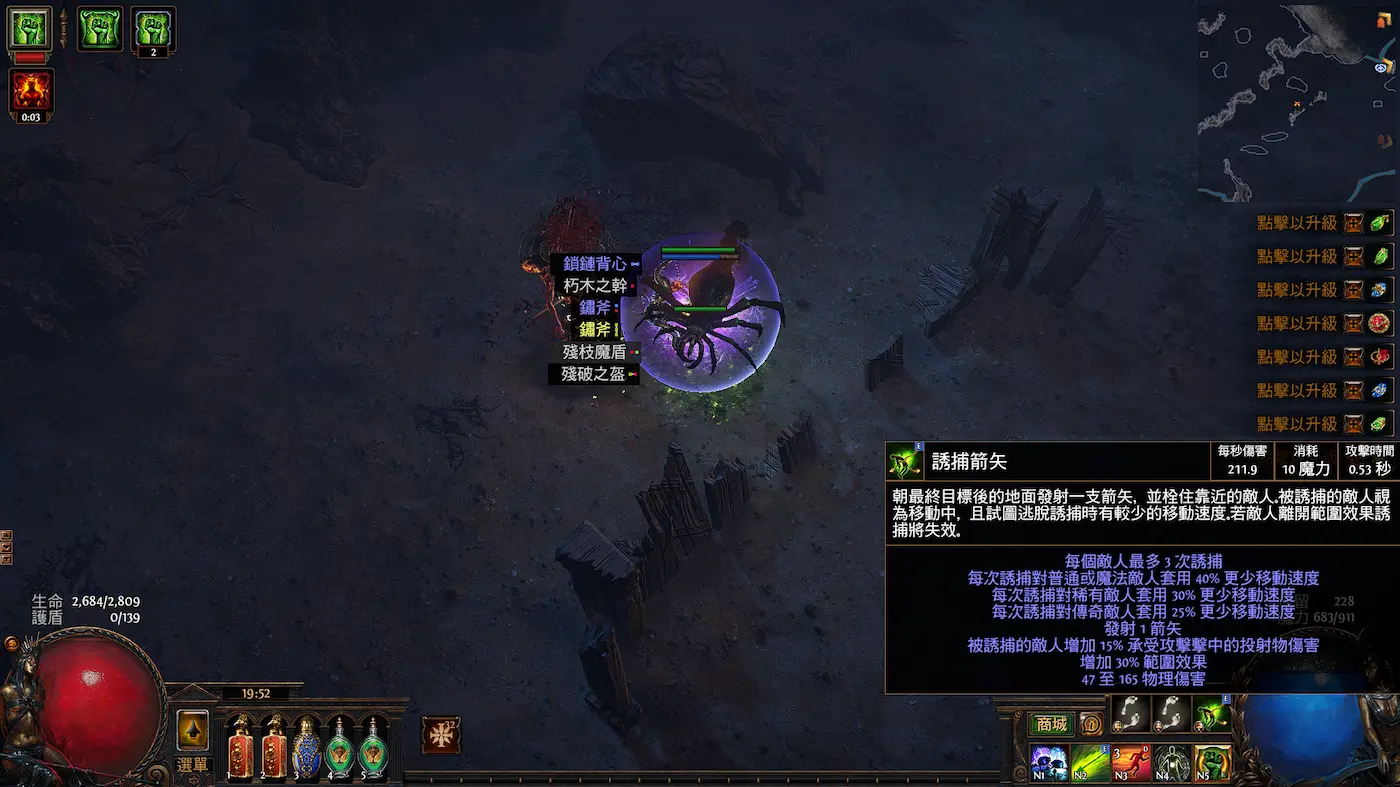 2
0:03
鎖鏈背心
朽木之幹
鏽斧
鏽斧
殘枝魔盾
殘破之盔
點擊以升級
點擊以升級
點擊以升級
點擊以升級
點擊以升級
點擊以升級
點擊以升級
E
誘捕箭矢
每秒傷害
211.9
消耗
10 魔力
攻擊時間
0.53 秒
朝最終目標後的地面發射一支箭矢，並栓住靠近的敵人.被誘捕的敵人視
為移動中，且試圖逃脫誘捕時有較少的移動速度.若敵人離開範圍效果誘
捕將失效。
每個敵人最多 3 次誘捕
每次誘捕對普通或魔法敵人套用 40% 更少移動速度
每次誘捕對稀有敵人套用 30% 更少移動速度
每次誘捕對傳奇敵人套用 25% 更少移動速度
發射 1 箭矢
被誘捕的敵人增加 15% 承受攻擊擊中的投射物傷害
增加 30% 範圍效果
47 至 165 物理傷害
228
683/911
生命 2,684/2,809
護盾 0/139
19:52
選單
1 2 3 4 5
32
商城
E
N1 N2 E 3 N3 D N4 N5